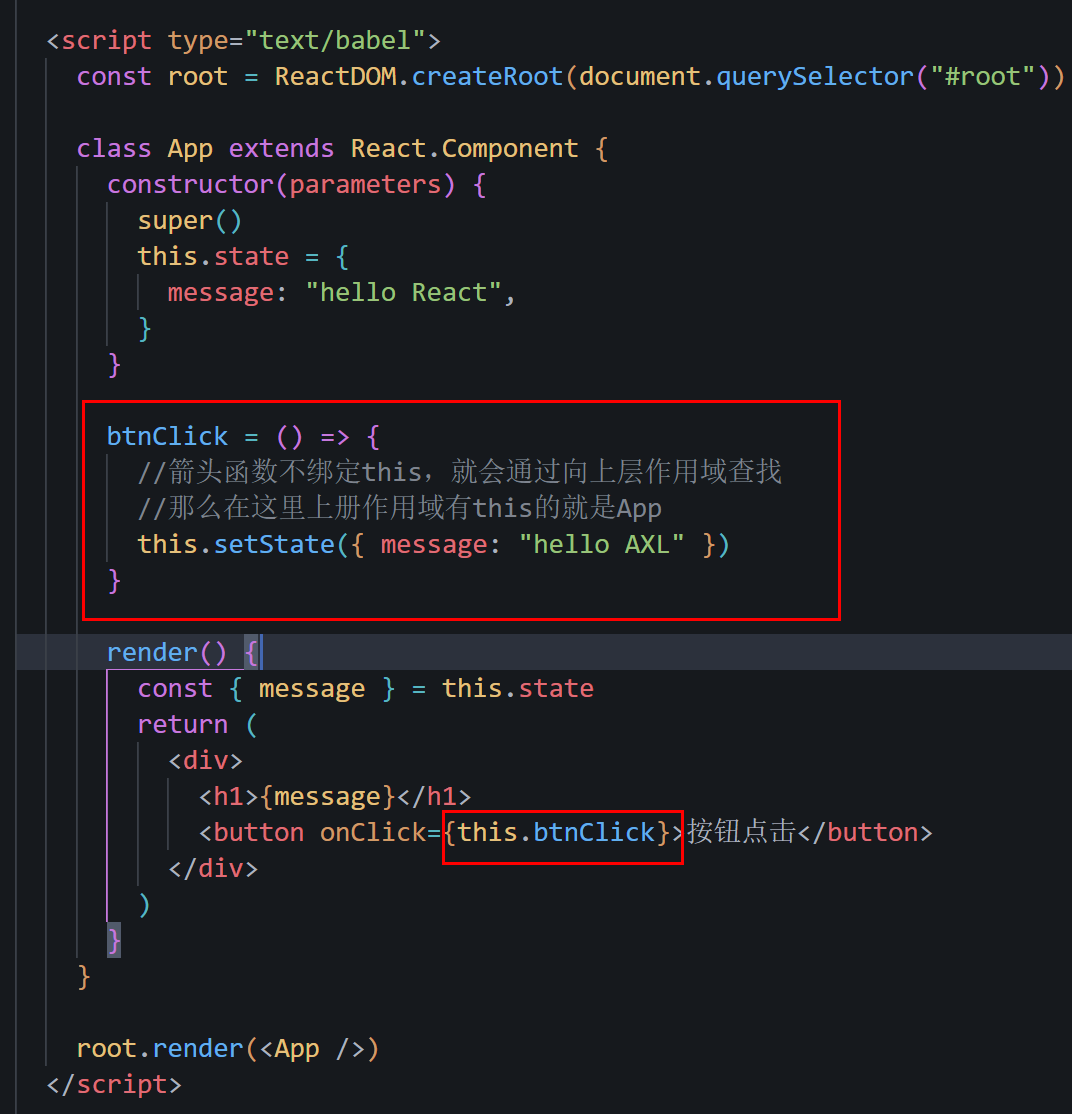 <script type="text/babel">
const root = ReactDOM.createRoot(document.querySelector("#root"))
class App extends React.Component {
constructor(parameters) {
super()
this.state = {
message: "hello React",
}
}
btnClick = () => {
//箭头函数不绑定this，就会通过向上层作用域查找
//那么在这里上册作用域有this的就是App
this.setState({ message: "hello AXL" })
}
render() {
const { message } = this.state
return (
<div>
<h1>{message}</h1>
<button onClick={this.btnClick}>按钮点击</button>
</div>
)
}
}
root.render(<App />)
</script>